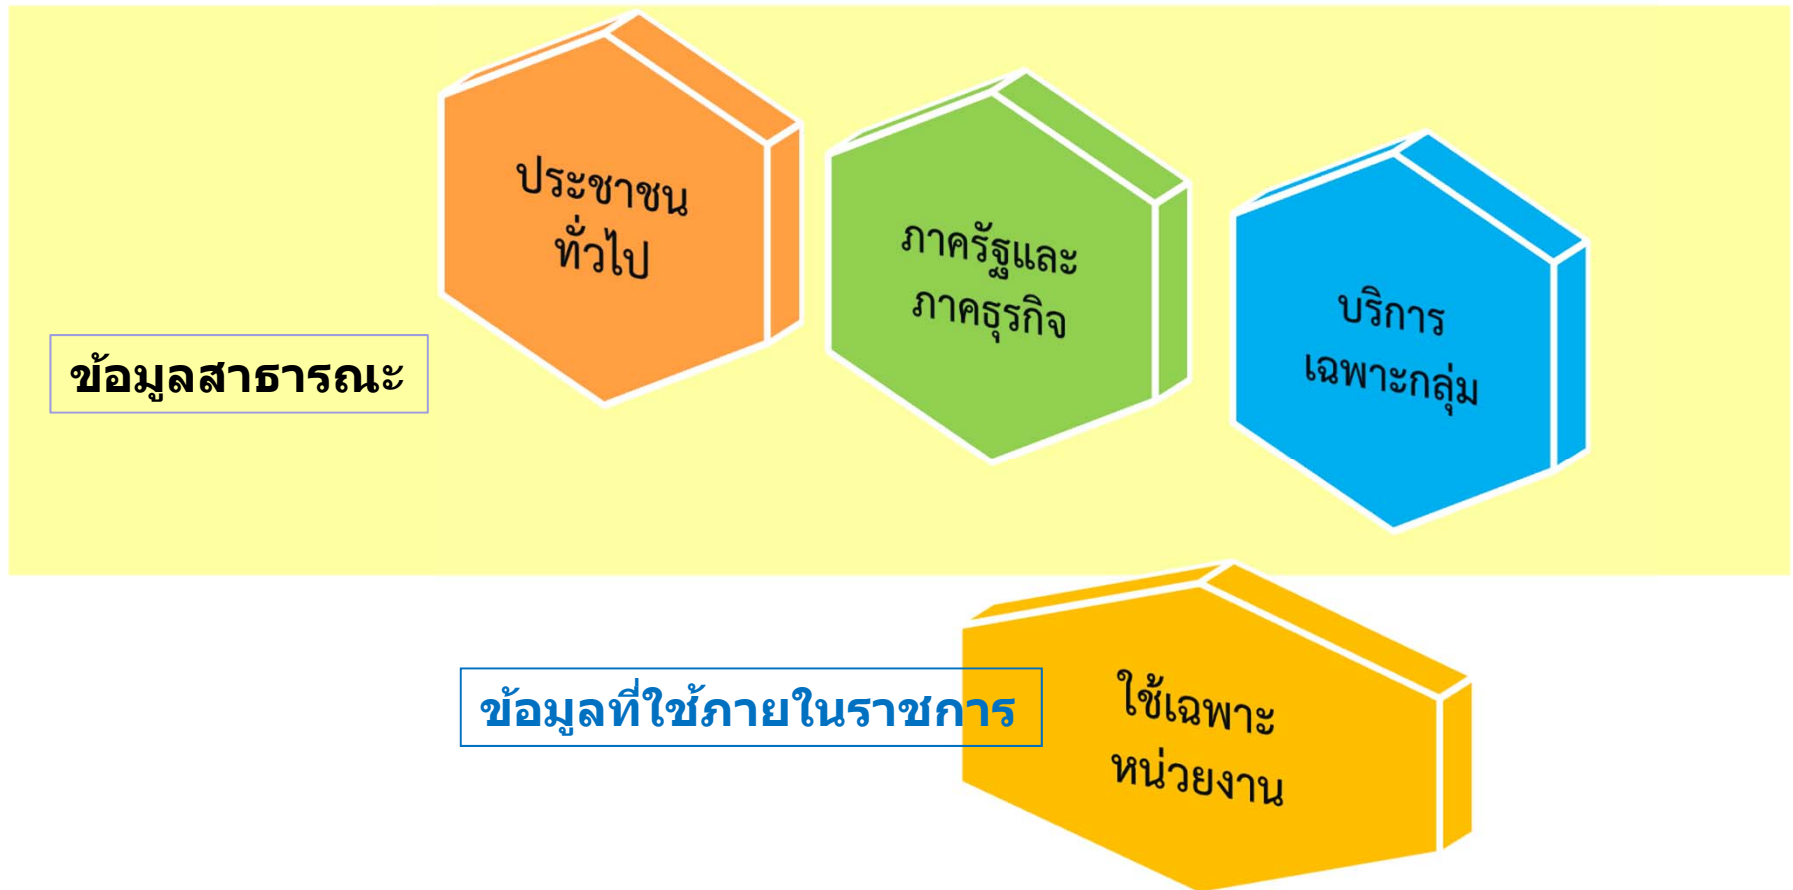 ประชาชน
ทั่วไป
ภาครัฐและ
ภาคธุรกิจ
บริการ
เฉพาะกลุ่ม
ข้อมูลสาธารณะ
ข้อมูลที่ใช้ภายในราชการ
ใช้เฉพาะ
หน่วยงาน